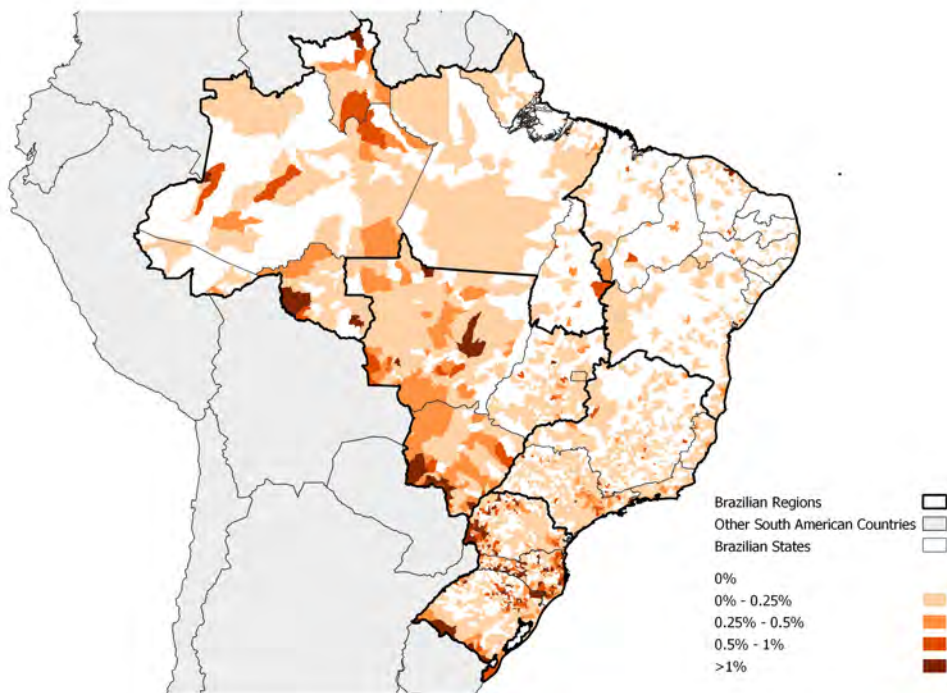 Brazilian Regions
Other South American Countries
Brazilian States
0%
0% - 0.25%
0.25% - 0.5%
0.5% - 1%
>1%